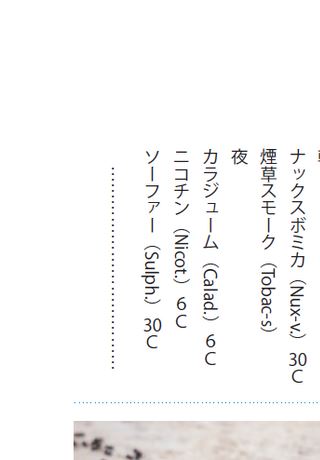 ナックスボミカ（Nux-v.）30C
煙草スモーク（Tobac-s）
夜
カラジューム（Calad.）6C
ニコチン（Nicot.）6C
ソーファー（Sulph.）30C